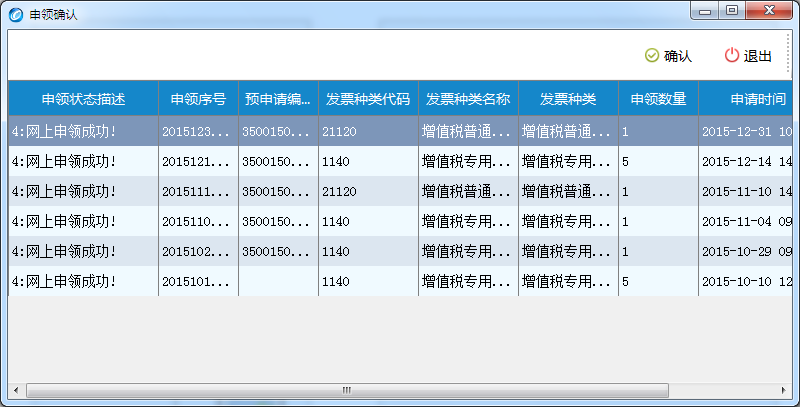 申领确认
确认 退出
申领状态描述 申领序号 预申请编... 发票种类代码 发票种类名称 发票种类 申领数量 申请时间
4:网上申领成功! 2015123... 3500150... 21120 增值税普通... 增值税普通... 1 2015-12-31 10
4:网上申领成功! 2015121... 3500150... 1140 增值税专用... 增值税专用... 5 2015-12-14 14
4:网上申领成功! 2015111... 3500150... 21120 增值税普通... 增值税普通... 1 2015-11-10 14
4:网上申领成功! 2015110... 3500150... 1140 增值税专用... 增值税专用... 1 2015-11-04 09
4:网上申领成功! 2015102... 3500150... 1140 增值税专用... 增值税专用... 1 2015-10-29 09
4:网上申领成功! 2015101... 1140 增值税专用... 增值税专用... 5 2015-10-10 12